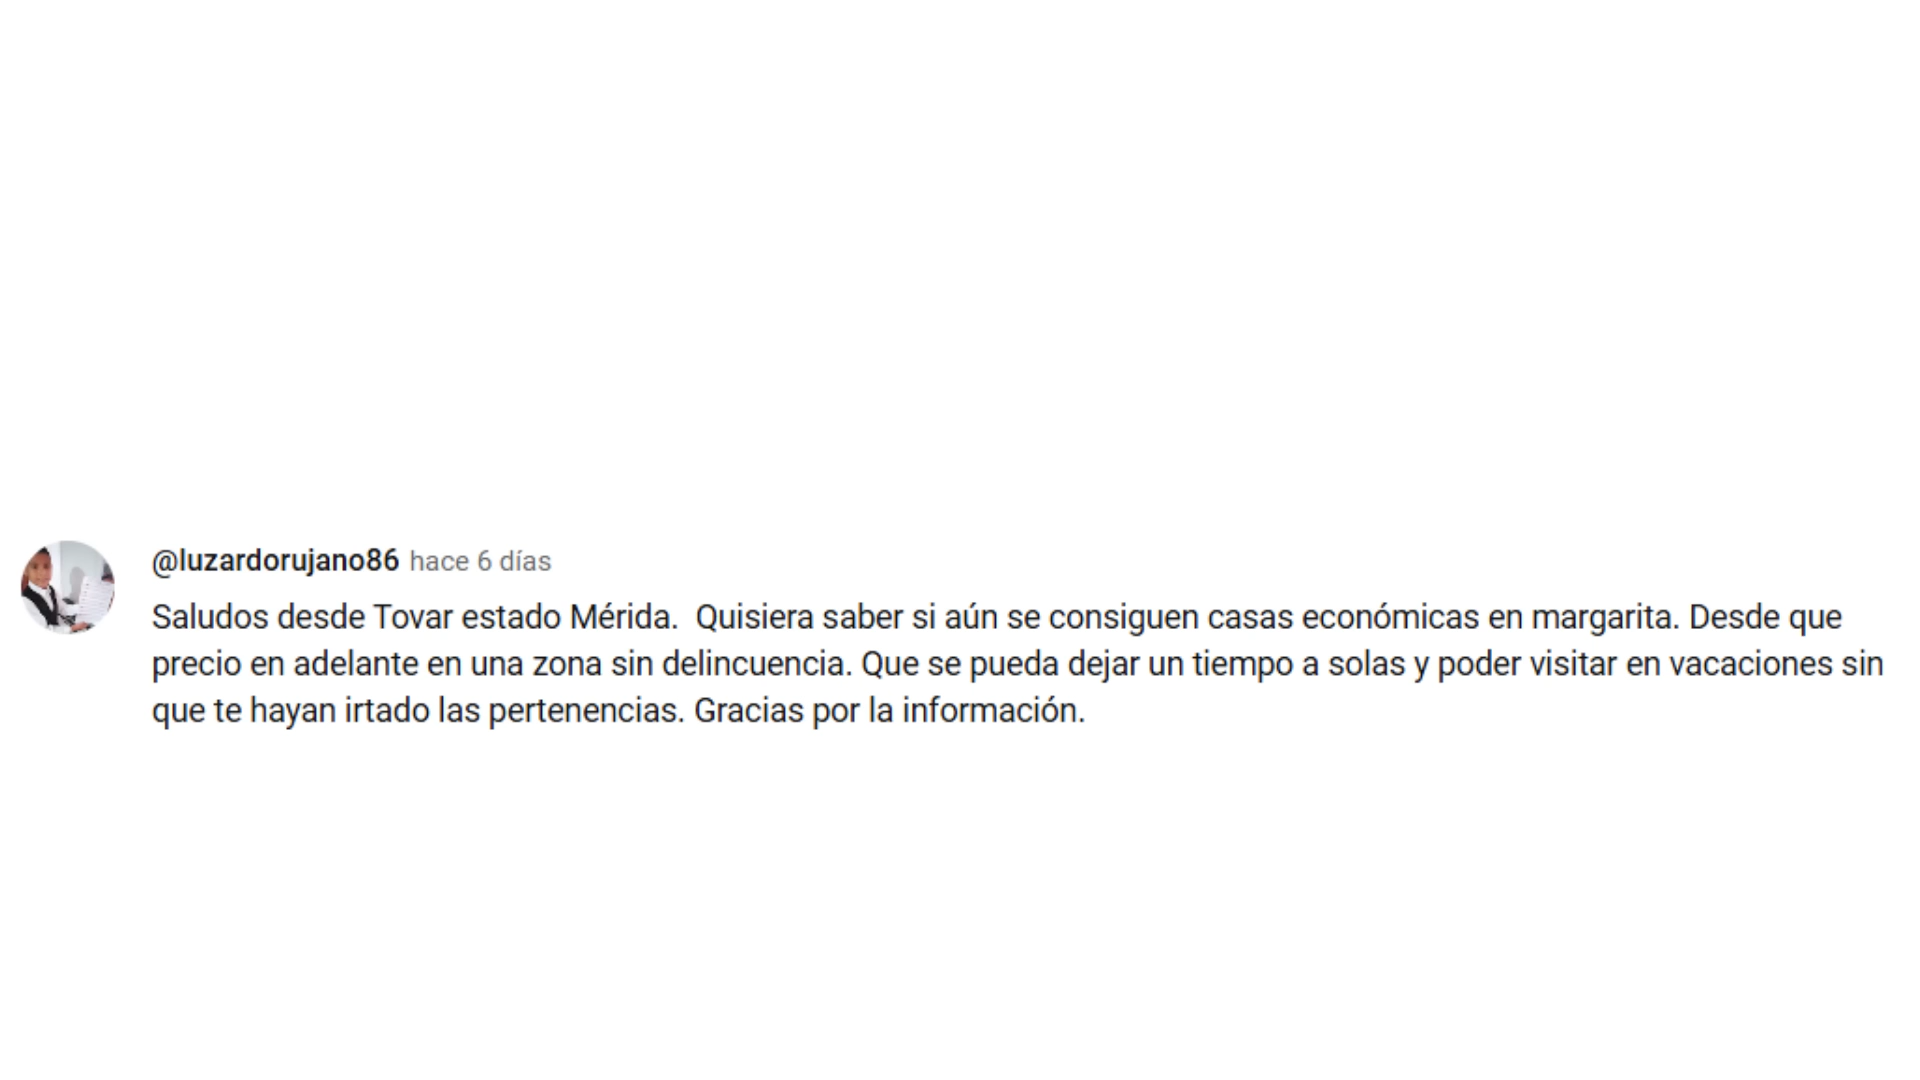 @luzardorujano86 hace 6 días
Saludos desde Tovar estado Mérida.  Quisiera saber si aún se consiguen casas económicas en margarita. Desde que
precio en adelante en una zona sin delincuencia. Que se pueda dejar un tiempo a solas y poder visitar en vacaciones sin
que te hayan irtado las pertenencias. Gracias por la información.